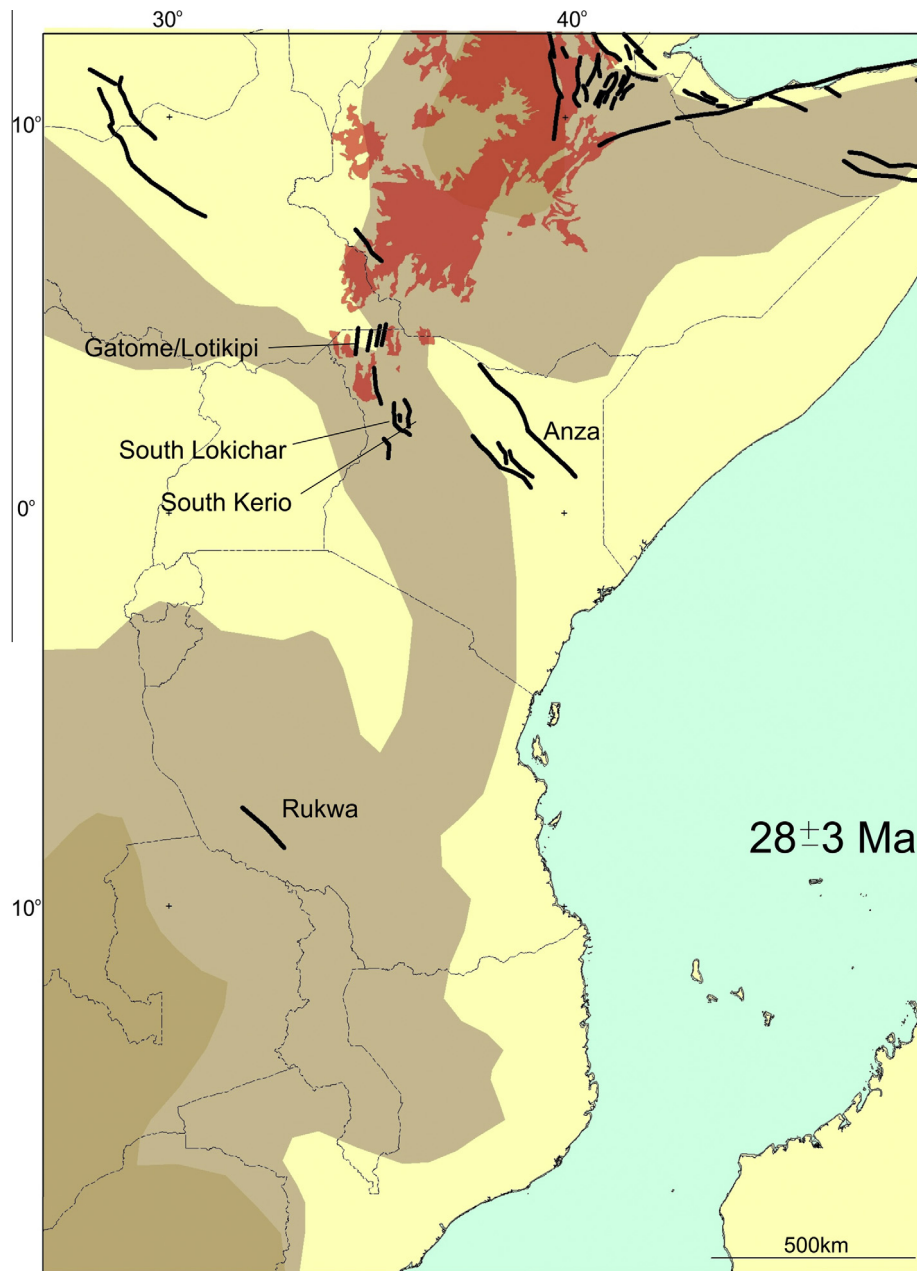 30° 40°
10°
Gatome/Lotikipi
Anza
South Lokichar
South Kerio
0°
Rukwa
28±3 Ma
10°
500km